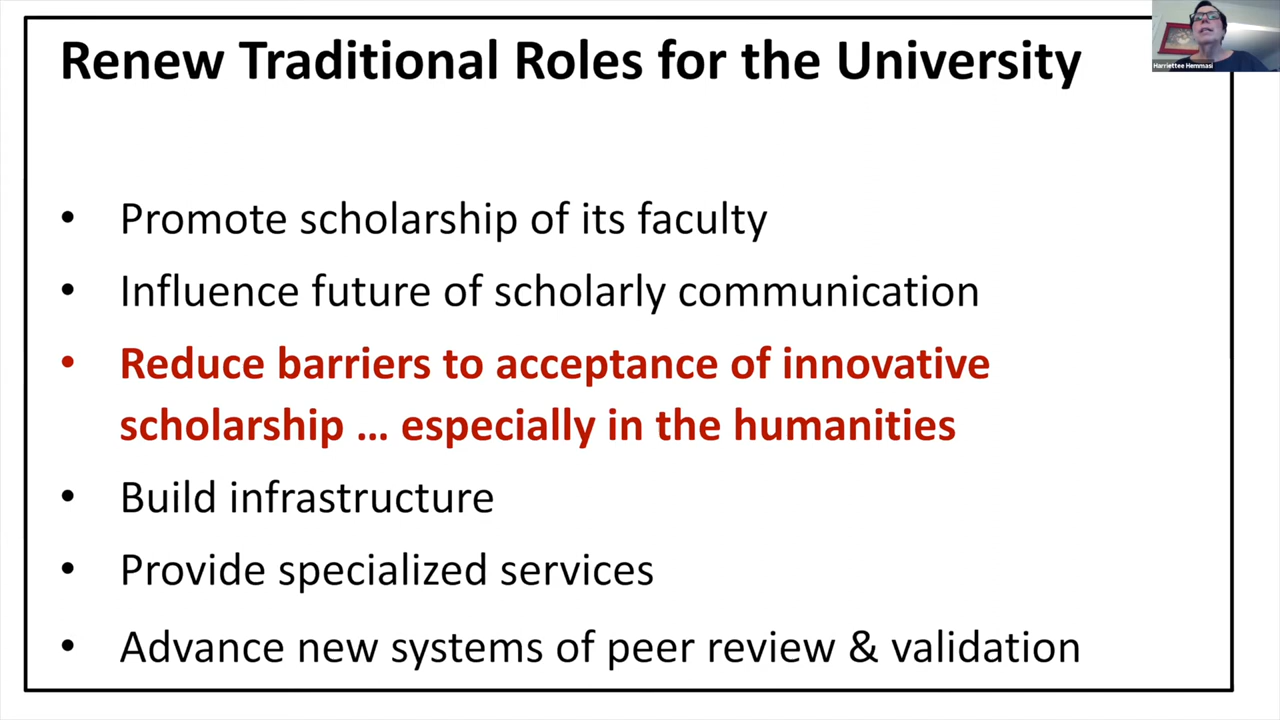 Renew Traditional Roles for the University
Harriettee Hemmasi
• Promote scholarship of its faculty
• Influence future of scholarly communication
• Reduce barriers to acceptance of innovative
scholarship ... especially in the humanities
• Build infrastructure
• Provide specialized services
• Advance new systems of peer review & validation